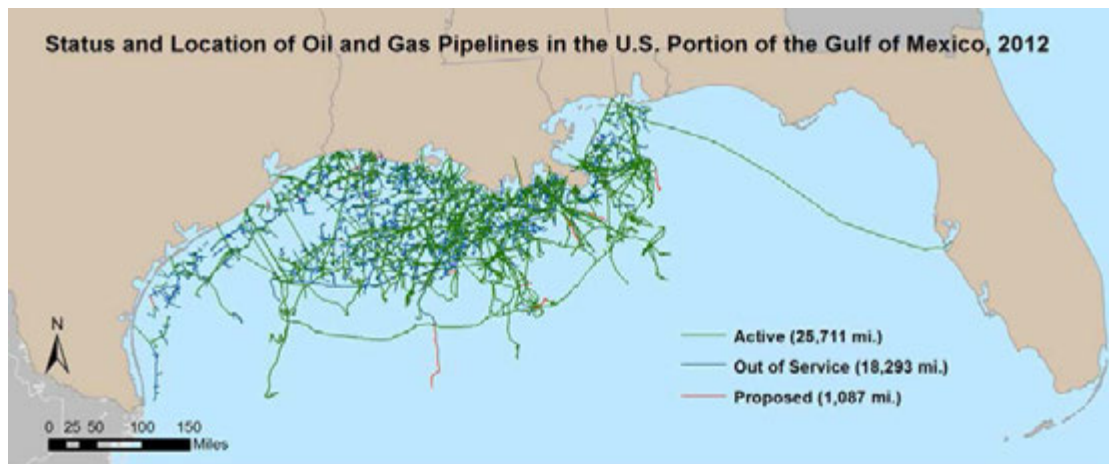 Status and Location of Oil and Gas Pipelines in the U.S. Portion of the Gulf of Mexico, 2012
N
Active (25,711 mi.)
Out of Service (18,293 mi.)
Proposed (1,087 mi.)
0 25 50 100 150
Miles